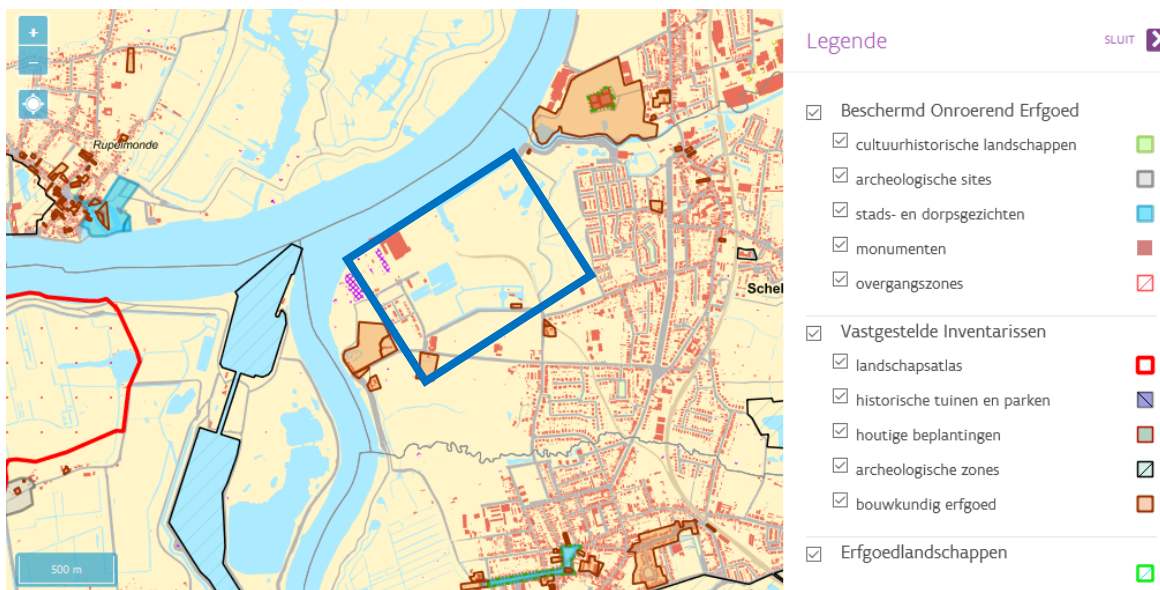 +
−
Rupelmonde
Schel
500 m
Legende
SLUIT
Beschermd Onroerend Erfgoed
cultuurhistorische landschappen
archeologische sites
stads- en dorpsgezichten
monumenten
overgangszones
Vastgestelde Inventarissen
landschapsatlas
historische tuinen en parken
houtige beplantingen
archeologische zones
bouwkundig erfgoed
Erfgoedlandschappen